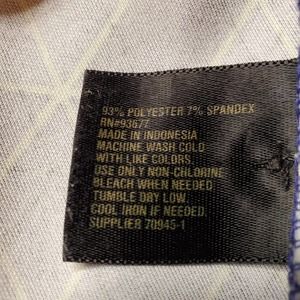 93% POLYESTER 7% SPANDEX
RN#93677
MADE IN INDONESIA
MACHINE WASH COLD
WITH LIKE COLORS.
USE ONLY NON-CHLORINE
BLEACH WHEN NEEDED.
TUMBLE DRY LOW.
COOL IRON IF NEEDED.
SUPPLIER 70945-1